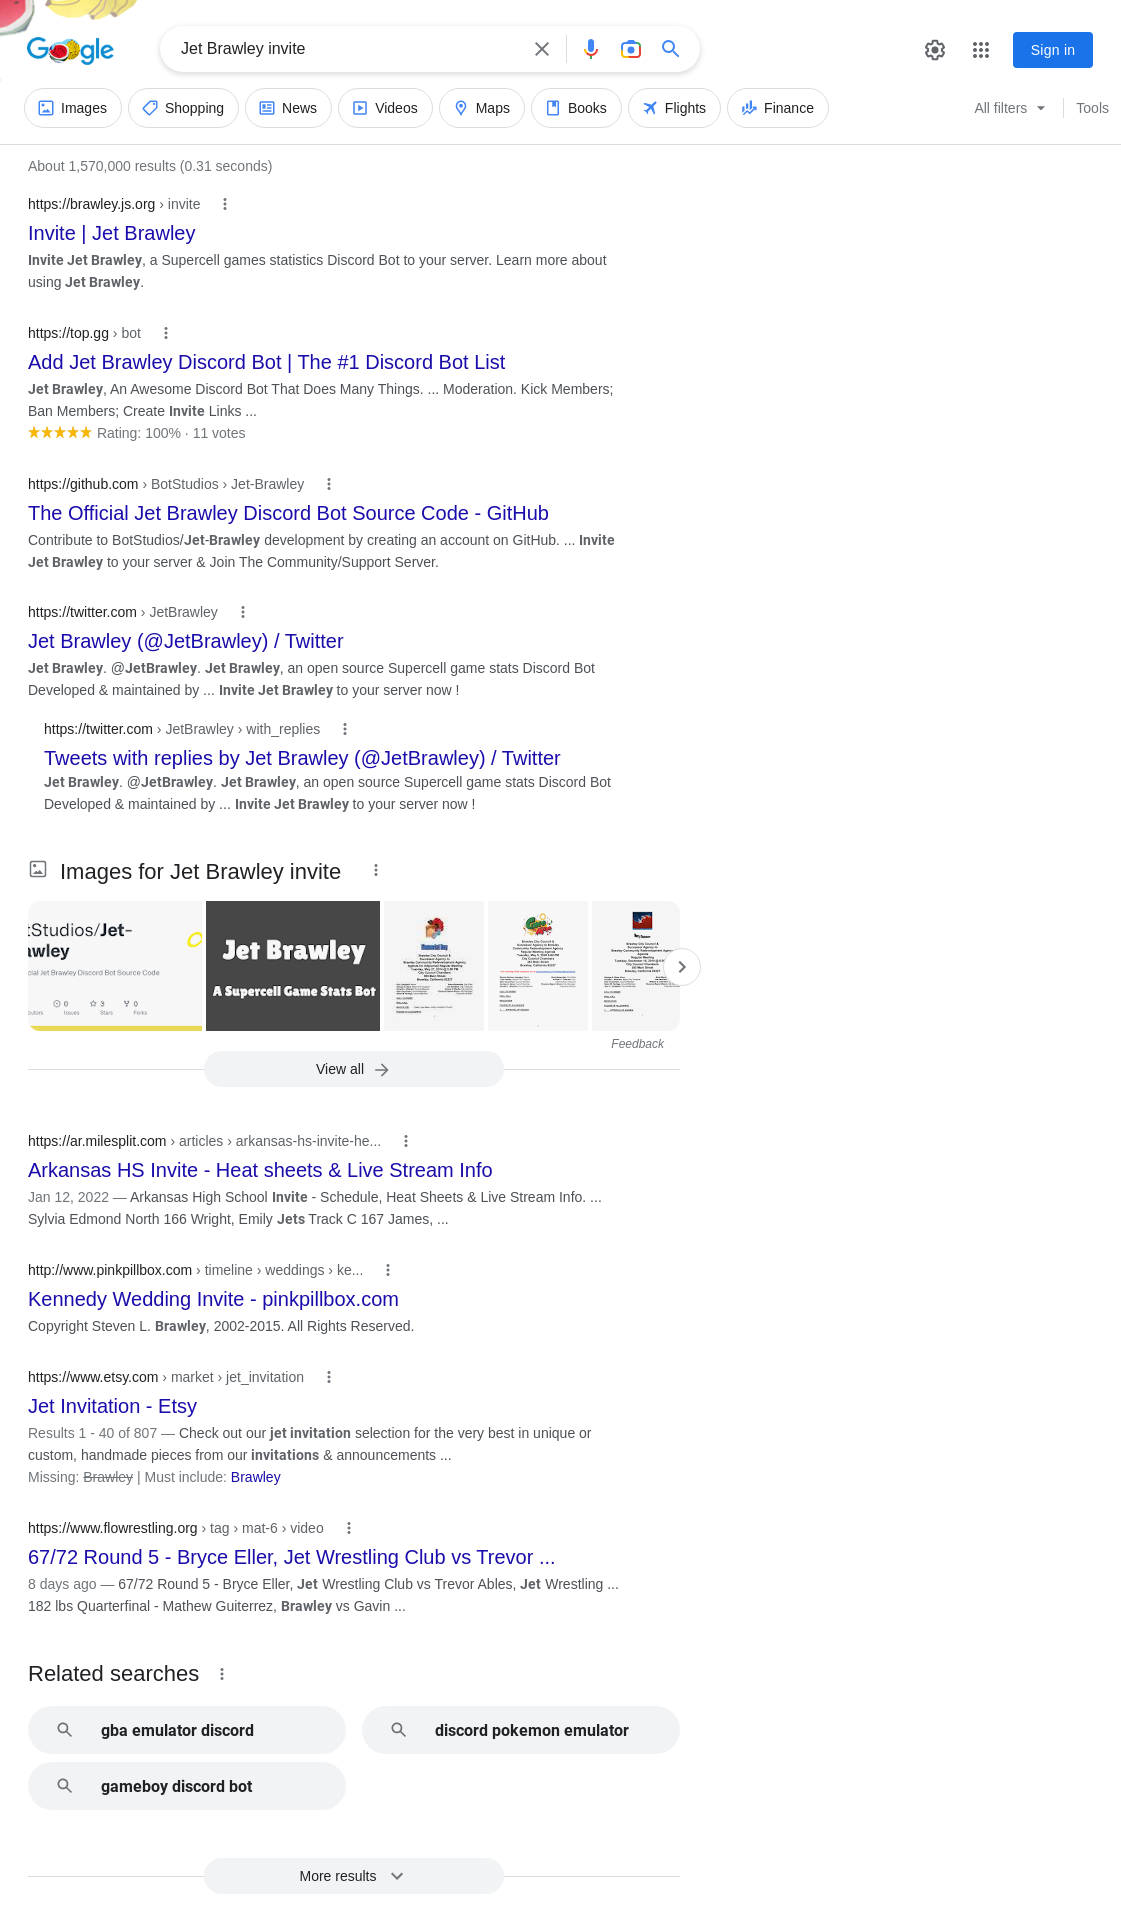 Google
Jet Brawley invite
Sign in
Images
Shopping
News
Videos
Maps
Books
Flights
Finance
All filters
Tools
About 1,570,000 results (0.31 seconds)
https://brawley.js.org › invite
Invite | Jet Brawley
Invite Jet Brawley, a Supercell games statistics Discord Bot to your server. Learn more about
using Jet Brawley.
https://top.gg › bot
Add Jet Brawley Discord Bot | The #1 Discord Bot List
Jet Brawley, An Awesome Discord Bot That Does Many Things. ... Moderation. Kick Members;
Ban Members; Create Invite Links ...
Rating: 100% · 11 votes
https://github.com › BotStudios › Jet-Brawley
The Official Jet Brawley Discord Bot Source Code - GitHub
Contribute to BotStudios/Jet-Brawley development by creating an account on GitHub. ... Invite
Jet Brawley to your server & Join The Community/Support Server.
https://twitter.com › JetBrawley
Jet Brawley (@JetBrawley) / Twitter
Jet Brawley. @JetBrawley. Jet Brawley, an open source Supercell game stats Discord Bot
Developed & maintained by ... Invite Jet Brawley to your server now !
https://twitter.com › JetBrawley › with_replies
Tweets with replies by Jet Brawley (@JetBrawley) / Twitter
Jet Brawley. @JetBrawley. Jet Brawley, an open source Supercell game stats Discord Bot
Developed & maintained by ... Invite Jet Brawley to your server now !
Images for Jet Brawley invite
tStudios/Jet-
awley
cial Jet Brawley Discord Bot Source Code
0 3 0
butors Issues Stars Forks
Jet Brawley
A Supercell Game Stats Bot
Feedback
View all
https://ar.milesplit.com › articles › arkansas-hs-invite-he...
Arkansas HS Invite - Heat sheets & Live Stream Info
Jan 12, 2022 — Arkansas High School Invite - Schedule, Heat Sheets & Live Stream Info. ...
Sylvia Edmond North 166 Wright, Emily Jets Track C 167 James, ...
http://www.pinkpillbox.com › timeline › weddings › ke...
Kennedy Wedding Invite - pinkpillbox.com
Copyright Steven L. Brawley, 2002-2015. All Rights Reserved.
https://www.etsy.com › market › jet_invitation
Jet Invitation - Etsy
Results 1 - 40 of 807 — Check out our jet invitation selection for the very best in unique or
custom, handmade pieces from our invitations & announcements ...
Missing: Brawley | Must include: Brawley
https://www.flowrestling.org › tag › mat-6 › video
67/72 Round 5 - Bryce Eller, Jet Wrestling Club vs Trevor ...
8 days ago — 67/72 Round 5 - Bryce Eller, Jet Wrestling Club vs Trevor Ables, Jet Wrestling ...
182 lbs Quarterfinal - Mathew Guiterrez, Brawley vs Gavin ...
Related searches
gba emulator discord
discord pokemon emulator
gameboy discord bot
More results